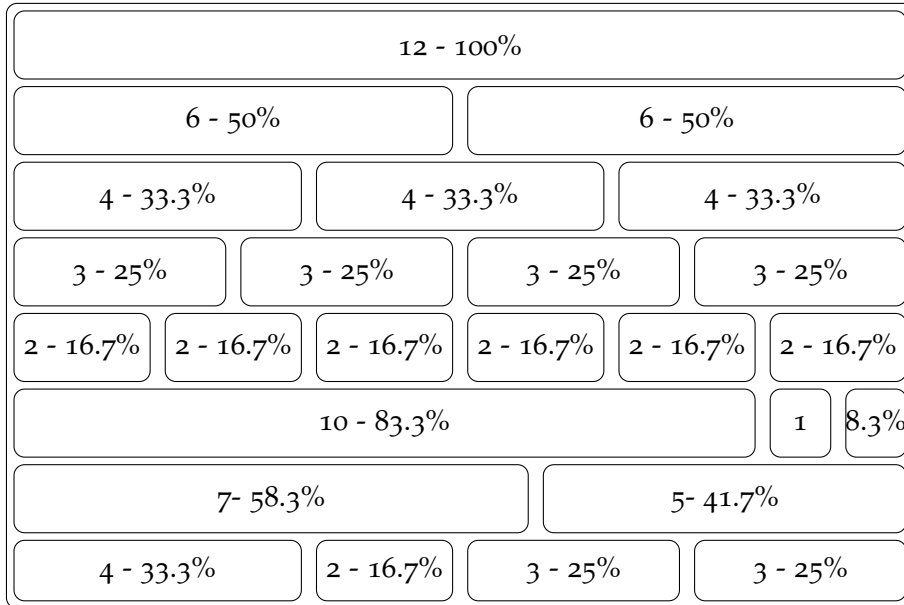 12 - 100%
6 - 50% 6 - 50%
4 - 33.3% 4 - 33.3% 4 - 33.3%
3 - 25% 3 - 25% 3 - 25% 3 - 25%
2 - 16.7% 2 - 16.7% 2 - 16.7% 2 - 16.7% 2 - 16.7% 2 - 16.7%
10 - 83.3% 1 8.3%
7- 58.3% 5- 41.7%
4 - 33.3% 2 - 16.7% 3 - 25% 3 - 25%